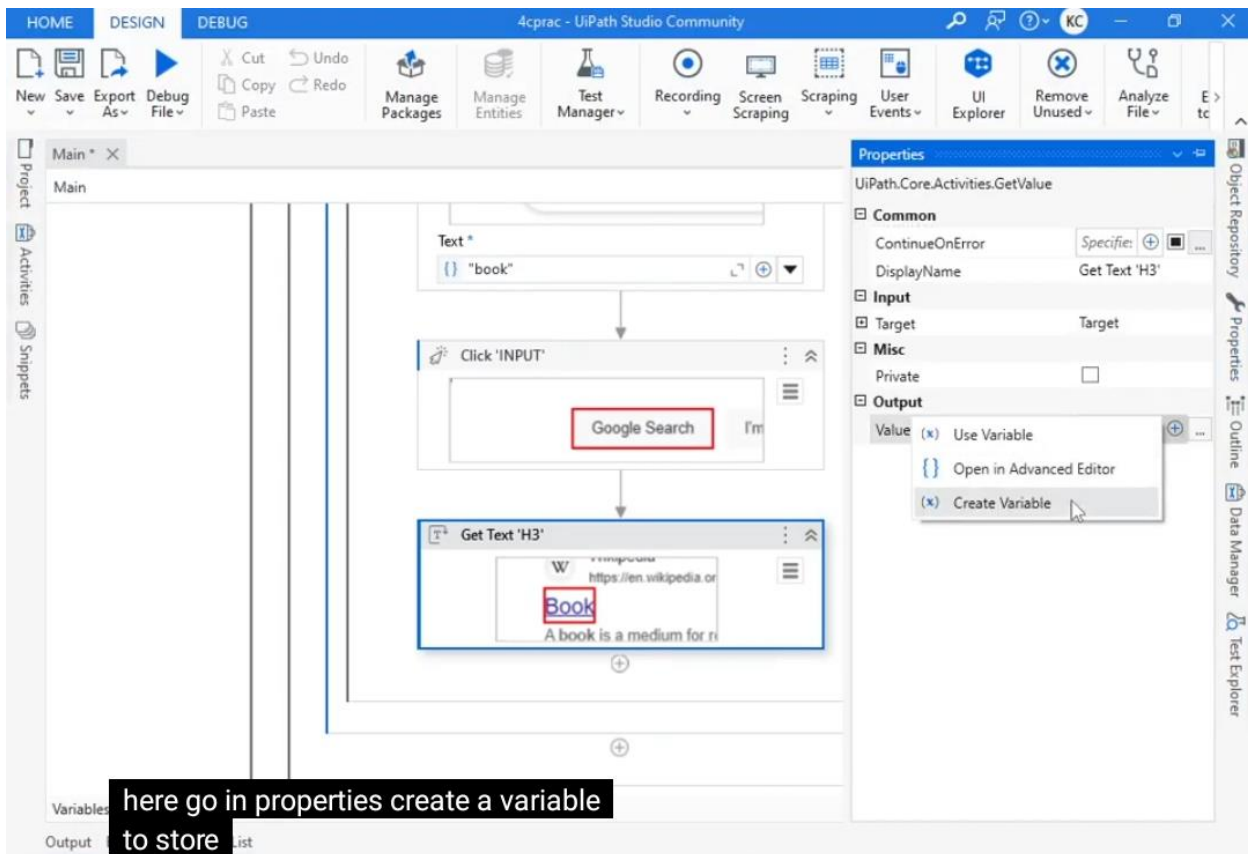 HOME DESIGN DEBUG 4cprac - UiPath Studio Community KC
New Save Export As Debug File Cut Copy Paste Undo Redo Manage Packages Manage Entities Test Manager Recording Screen Scraping Scraping User Events UI Explorer Remove Unused Analyze File
Main *
Main
Project
Activities
Snippets
Text *
"book"
Click 'INPUT'
Google Search I'm
Get Text 'H3'
W
https://en.wikipedia.or
Book
A book is a medium for
Properties
UiPath.Core.Activities.GetValue
Common
ContinueOnError
DisplayName Get Text 'H3'
Input
Target Target
Misc
Private
Output
Value
(x) Use Variable
{} Open in Advanced Editor
(x) Create Variable
Object Repository
Properties
Outline
Data Manager
Test Explorer
Variables
here go in properties create a variable
to store
Output